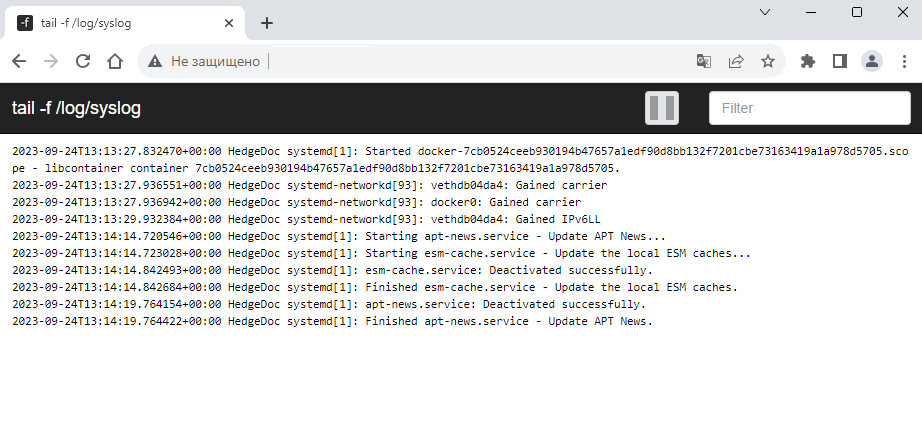 tail -f /log/syslog
Не защищено
tail -f /log/syslog
Filter
2023-09-24T13:13:27.832470+00:00 HedgeDoc systemd[1]: Started docker-7cb0524ceeb930194b47657a1edf90d8bb132f7201cbe73163419a1a978d5705.sco
pe - libcontainer container 7cb0524ceeb930194b47657a1edf90d8bb132f7201cbe73163419a1a978d5705.
2023-09-24T13:13:27.936551+00:00 HedgeDoc systemd-networkd[93]: vethdb04da4: Gained carrier
2023-09-24T13:13:27.936942+00:00 HedgeDoc systemd-networkd[93]: docker0: Gained carrier
2023-09-24T13:13:29.932384+00:00 HedgeDoc systemd-networkd[93]: vethdb04da4: Gained IPv6LL
2023-09-24T13:14:14.720546+00:00 HedgeDoc systemd[1]: Starting apt-news.service - Update APT News...
2023-09-24T13:14:14.723028+00:00 HedgeDoc systemd[1]: Starting esm-cache.service - Update the local ESM caches...
2023-09-24T13:14:14.842493+00:00 HedgeDoc systemd[1]: esm-cache.service: Deactivated successfully.
2023-09-24T13:14:14.842684+00:00 HedgeDoc systemd[1]: Finished esm-cache.service - Update the local ESM caches.
2023-09-24T13:14:19.764154+00:00 HedgeDoc systemd[1]: apt-news.service: Deactivated successfully.
2023-09-24T13:14:19.764422+00:00 HedgeDoc systemd[1]: Finished apt-news.service - Update APT News.